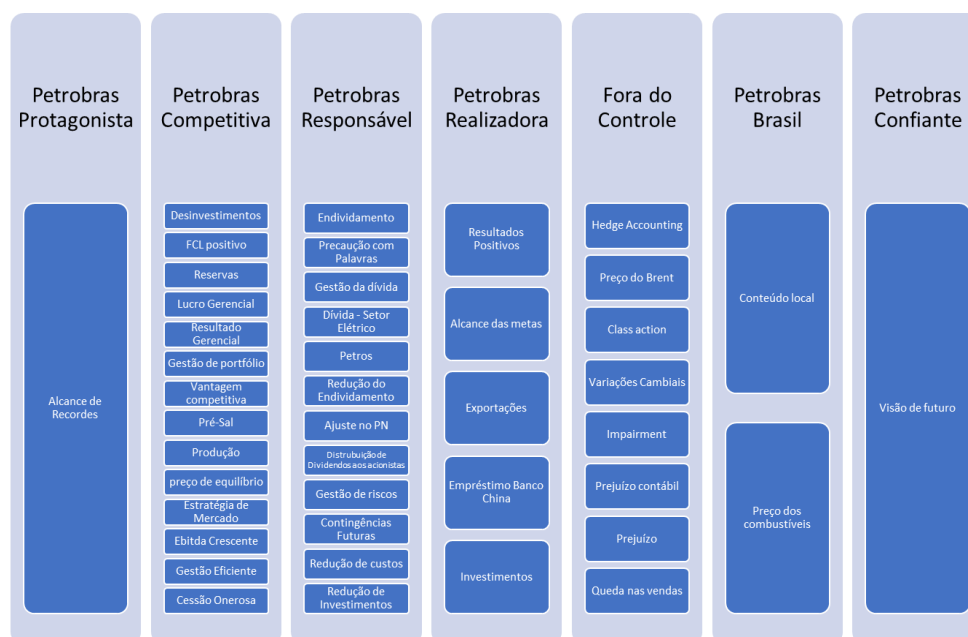 Petrobras
Protagonista
Alcance de
Recordes
Petrobras
Competitiva
Desinvestimentos
FCL positivo
Reservas
Lucro Gerencial
Resultado
Gerencial
Gestão de portfólio
Vantagem
competitiva
Pré-Sal
Produção
preço de equilíbrio
Estratégia de
Mercado
Ebitda Crescente
Gestão Eficiente
Cessão Onerosa
Petrobras
Responsável
Endividamento
Precaução com
Palavras
Gestão da dívida
Dívida - Setor
Elétrico
Petros
Redução do
Endividamento
Ajuste no PN
Distrubuição de
Dividendos aos acionistas
Gestão de riscos
Contingências
Futuras
Redução de custos
Redução de
Investimentos
Petrobras
Realizadora
Resultados
Positivos
Alcance das metas
Exportações
Empréstimo Banco
China
Investimentos
Fora do
Controle
Hedge Accounting
Preço do Brent
Class action
Variações Cambiais
Impairment
Prejuízo contábil
Prejuízo
Queda nas vendas
Petrobras
Brasil
Conteúdo local
Preço dos
combustíveis
Petrobras
Confiante
Visão de futuro